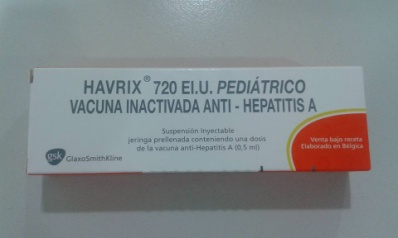 HAVRIX® 720 EI.U. PEDIÁTRICO
VACUNA INACTIVADA ANTI - HEPATITIS A
Suspensión Inyectable
jeringa prellenada conteniendo una dosis
de la vacuna anti-Hepatitis A (0,5 ml)
gsk GlaxoSmithKline
Venta bajo receta
Elaborado en Bélgica